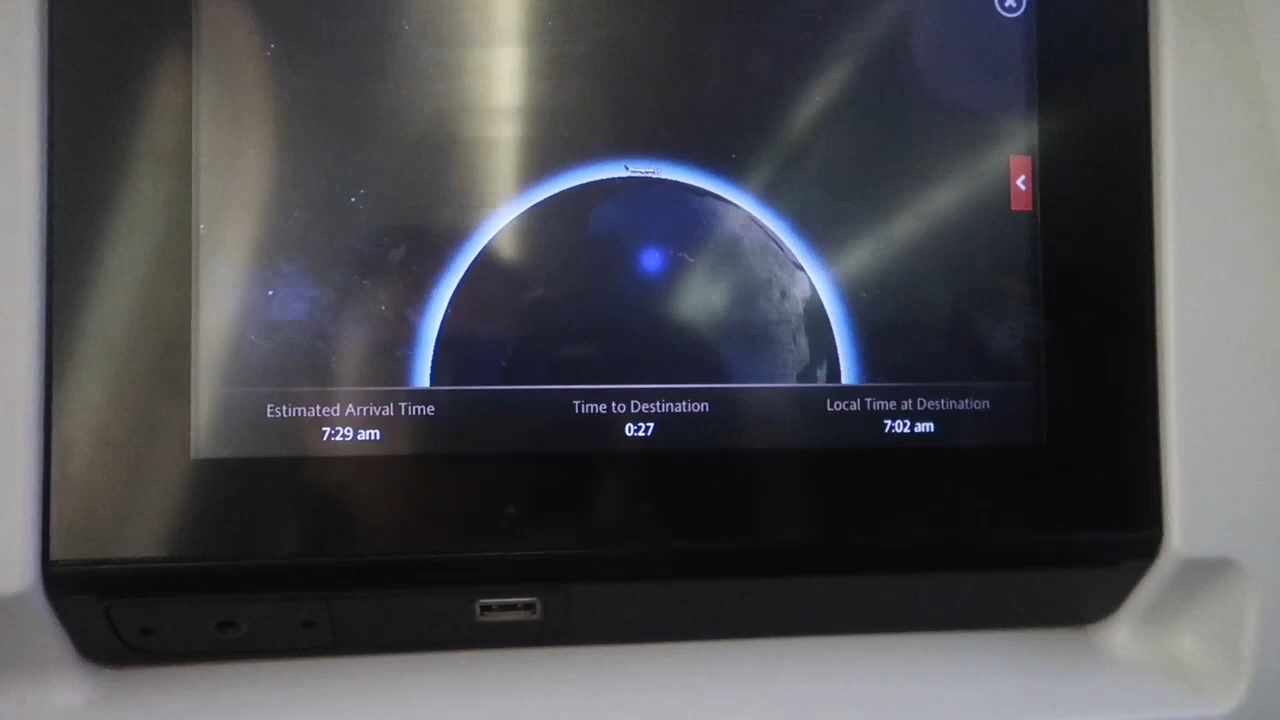 Estimated Arrival Time
7:29 am
Time to Destination
0:27
Local Time at Destination
7:02 am